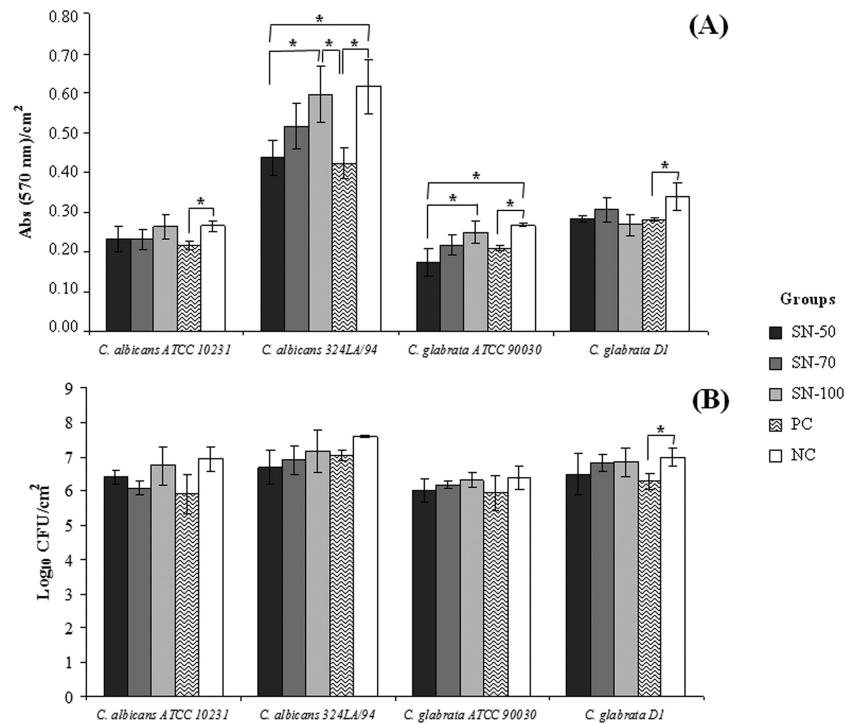 (A)
0.80
0.70
0.60
0.50
0.40
0.30
0.20
0.10
0.00
Abs (570 nm)/cm²
* * * * * * * * * *
C. albicans ATCC 10231 C. albicans 324LA/94 C. glabrata ATCC 90030 C. glabrata D1
Groups
SN-50
SN-70
SN-100
PC
NC
(B)
9
8
7
6
5
4
3
2
1
0
Log₁₀ CFU/cm²
*
C. albicans ATCC 10231 C. albicans 324LA/94 C. glabrata ATCC 90030 C. glabrata D1